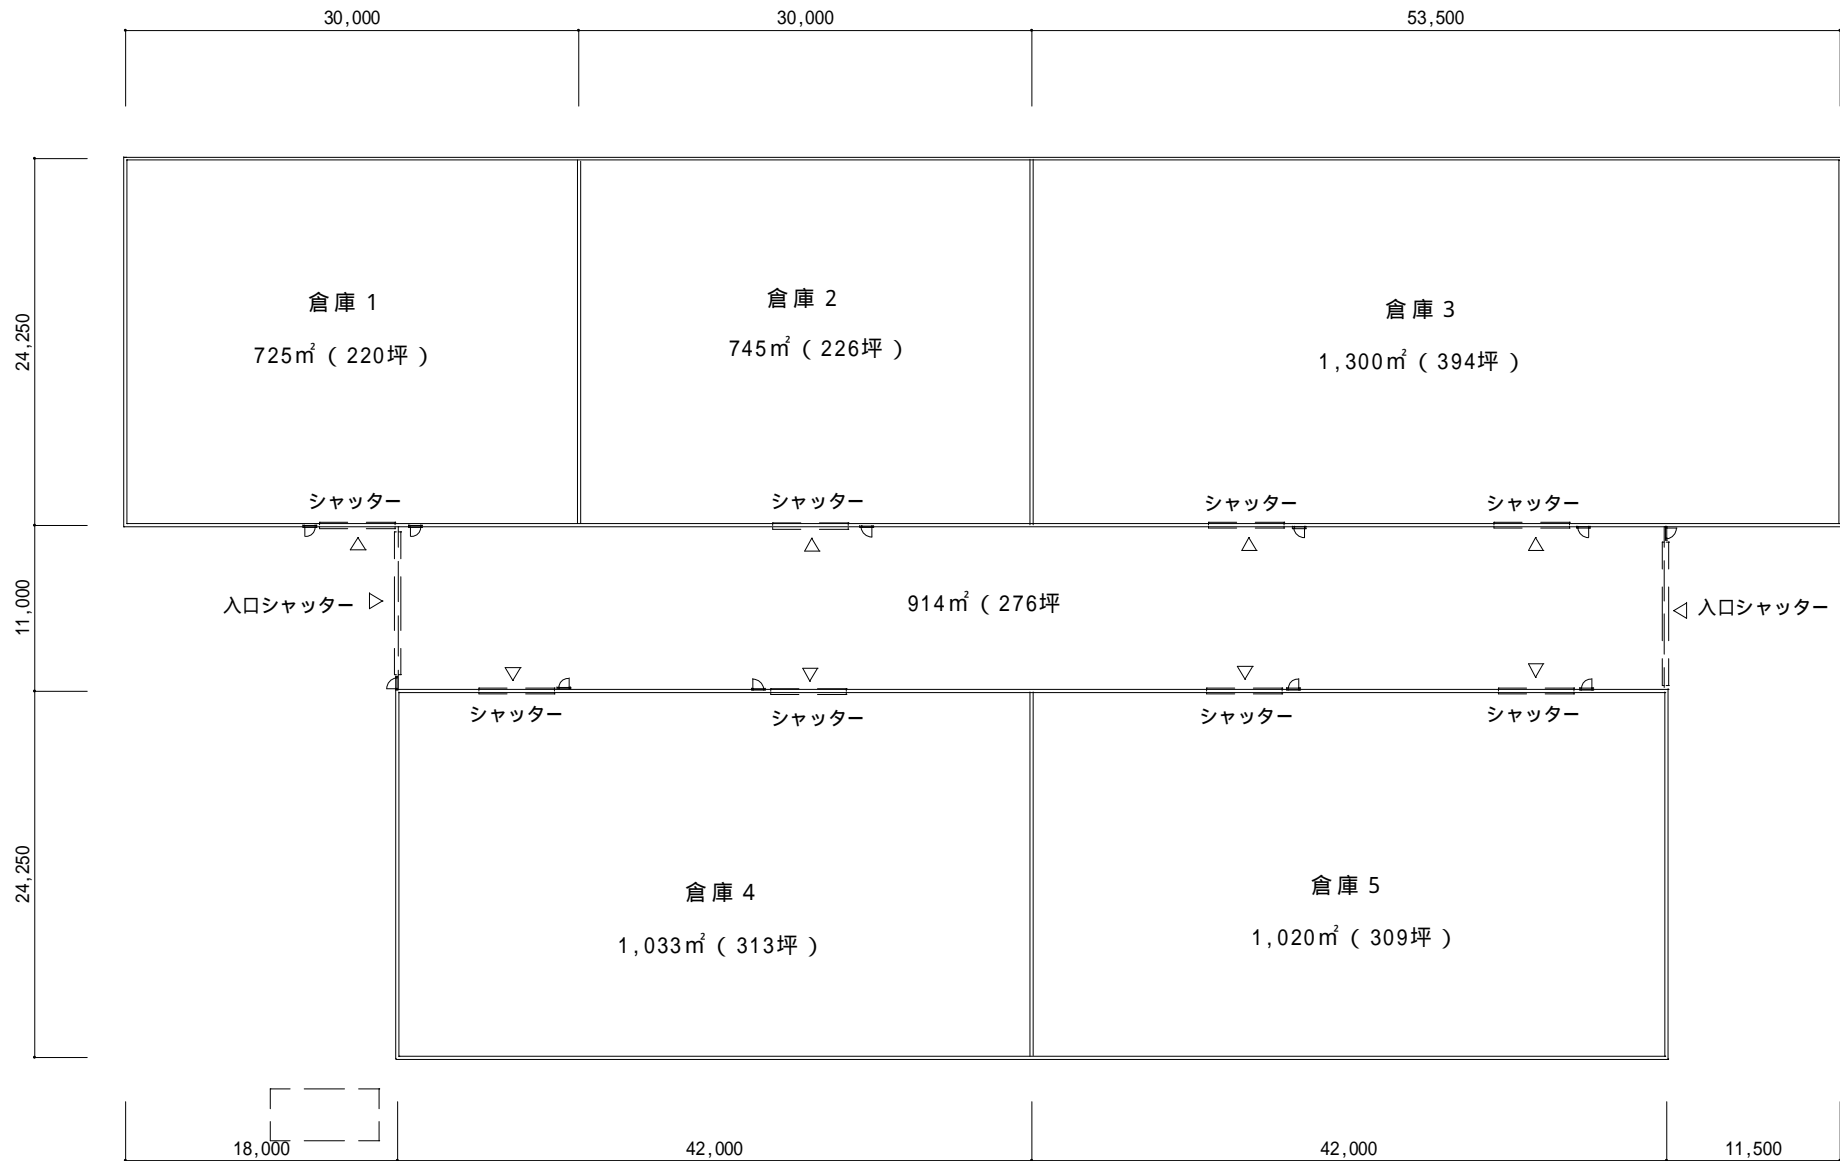 30,000
30,000
53,500
24,250
11,000
24,250
倉庫 1
725㎡ ( 220坪 )
倉庫 2
745㎡ ( 226坪 )
倉庫 3
1,300㎡ ( 394坪 )
シャッター
シャッター
シャッター
シャッター
入口シャッター
914㎡ ( 276坪
入口シャッター
シャッター
シャッター
シャッター
シャッター
倉庫 4
1,033㎡ ( 313坪 )
倉庫 5
1,020㎡ ( 309坪 )
18,000
42,000
42,000
11,500